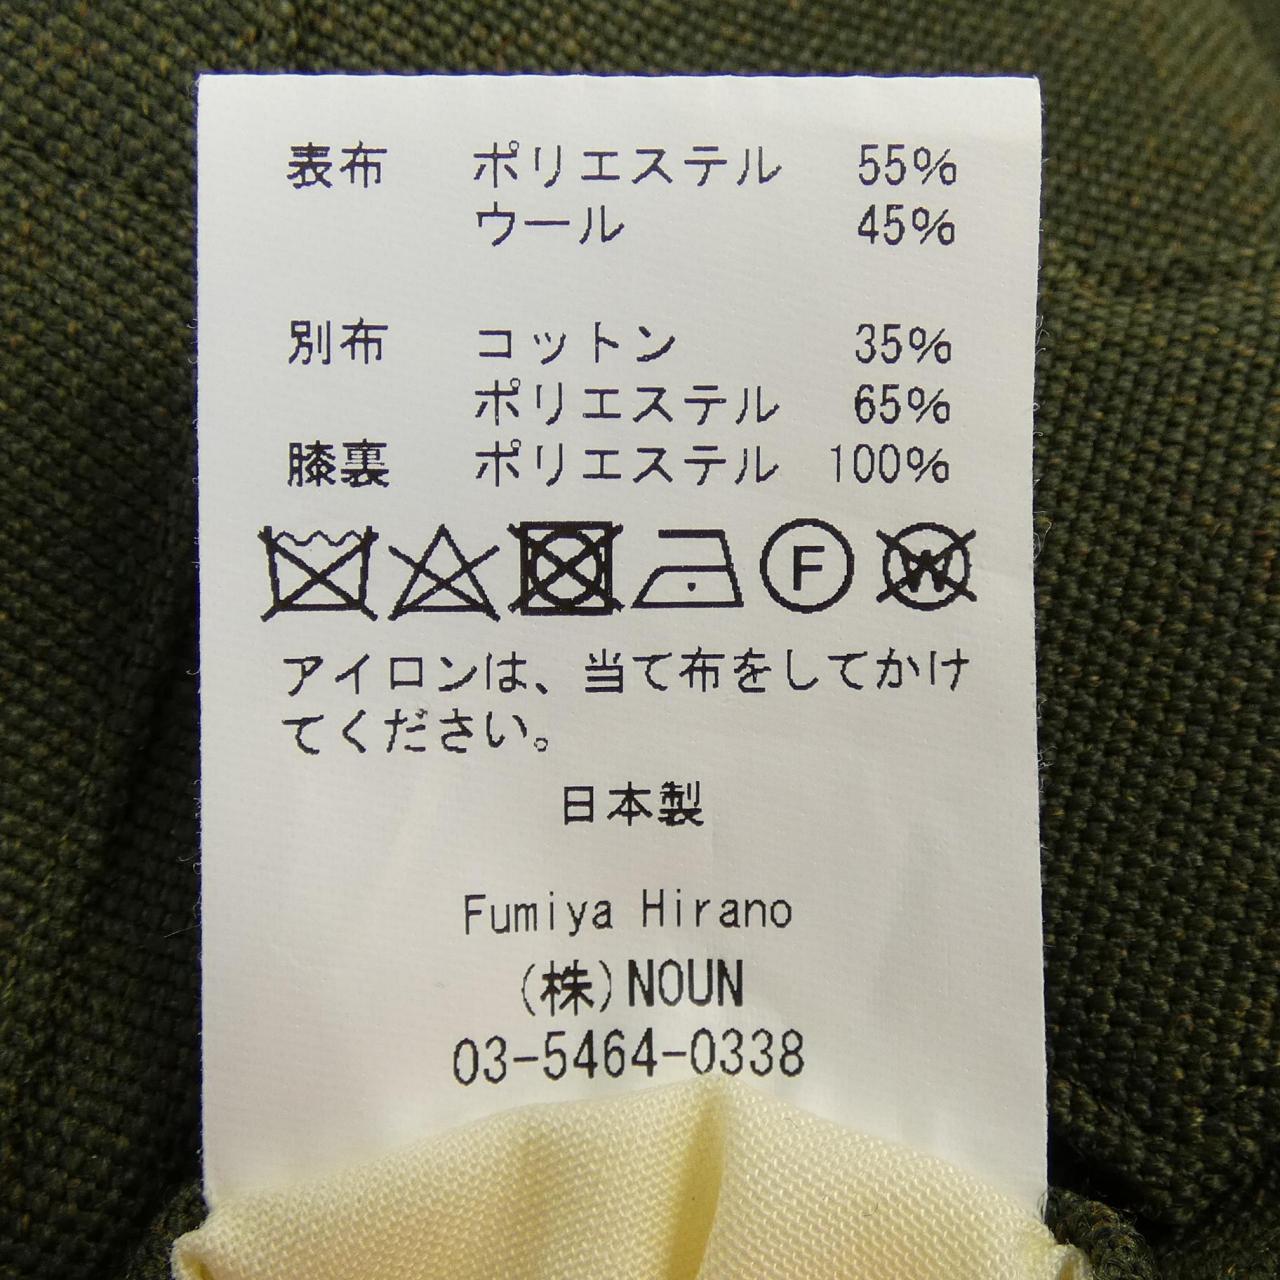 表布 ポリエステル 55%
ウール 45%
別布 コットン 35%
ポリエステル 65%
膝裏 ポリエステル 100%
F W
アイロンは、当て布をしてかけ
てください。
日本製
Fumiya Hirano
(株)NOUN
03-5464-0338